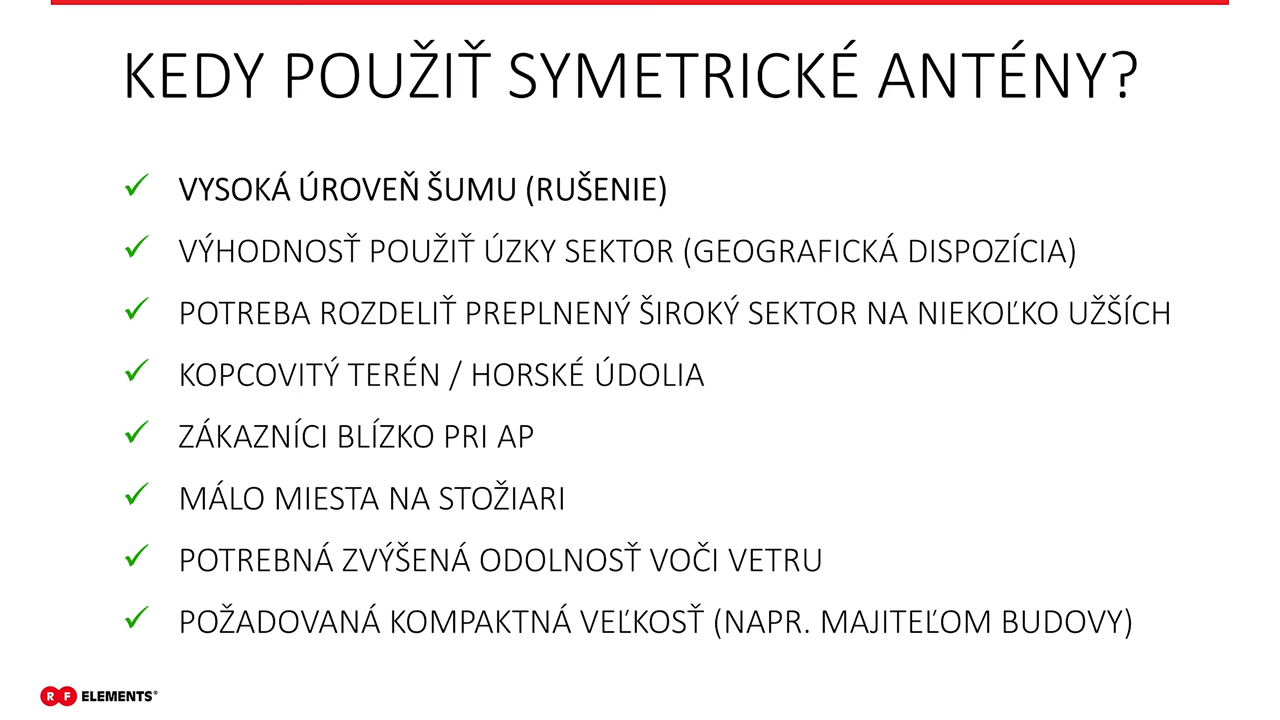 KEDY POUŽIŤ SYMETRICKÉ ANTÉNY?
VYSOKÁ ÚROVEŇ ŠUMU (RUŠENIE)
VÝHODNOSŤ POUŽIŤ ÚZKY SEKTOR (GEOGRAFICKÁ DISPOZÍCIA)
POTREBA ROZDELIŤ PREPLNENÝ ŠIROKÝ SEKTOR NA NIEKOĽKO UŽŠÍCH
KOPCOVITÝ TERÉN / HORSKÉ ÚDOLIA
ZÁKAZNÍCI BLÍZKO PRI AP
MÁLO MIESTA NA STOŽIARI
POTREBNÁ ZVÝŠENÁ ODOLNOSŤ VOČI VETRU
POŽADOVANÁ KOMPAKTNÁ VEĽKOSŤ (NAPR. MAJITEĽOM BUDOVY)
RF ELEMENTS®